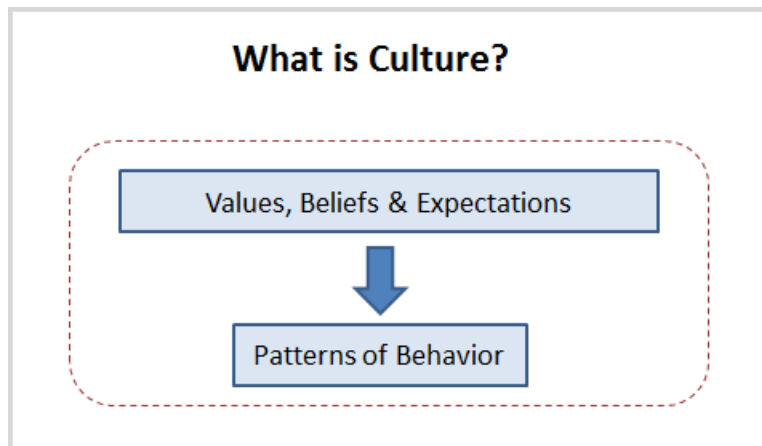 What is Culture?
Values, Beliefs & Expectations
Patterns of Behavior